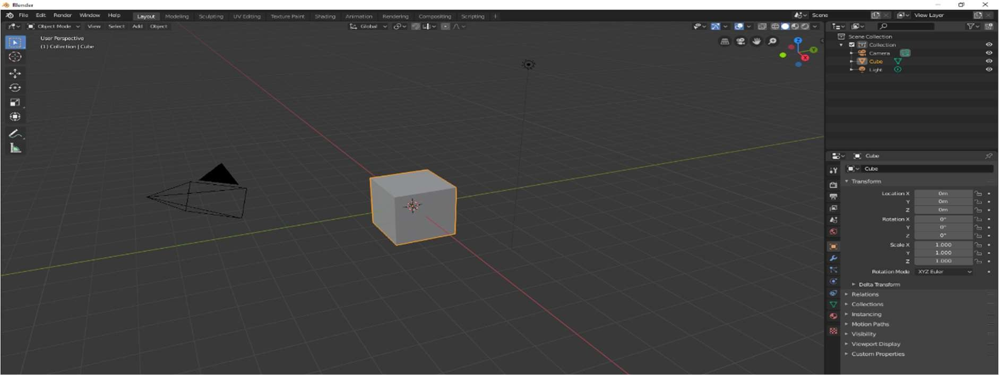 Blender
File Edit Render Window Help Layout Modeling Sculpting UV Editing Texture Paint Shading Animation Rendering Compositing Scripting + Scene View Layer
Object Mode View Select Add Object Global
User Perspective
(1) Collection | Cube
Z
Y
X
Scene Collection
Collection
Camera
Cube
Light
Cube
Cube
Transform
Location X 0m
Y 0m
Z 0m
Rotation X 0°
Y 0°
Z 0°
Scale X 1.000
Y 1.000
Z 1.000
Rotation Mode XYZ Euler
Delta Transform
Relations
Collections
Instancing
Motion Paths
Visibility
Viewport Display
Custom Properties